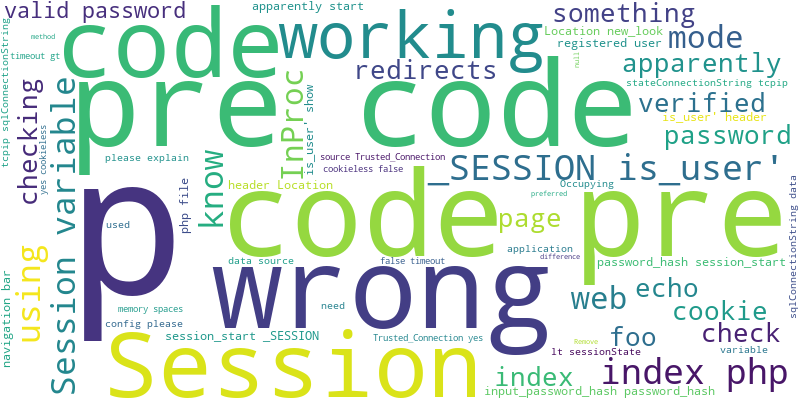 valid password
apparently start
something
method
timeout gt
code
working
Location new_look
registered user
mode
redirects
null
apparently
stateConnectionString tcpip
tcpip sqlConnectionString
checking
yes cookieless
Session variable
pre code
code
InProc
is_user' show
verified
is_user' header
password
please explain
source Trusted_Connection
cookieless false
_SESSION is_user'
header Location
know
php file
p
used
code pre
Occupying
preferred
page
application
difference
data source
false timeout
password_hash session_start
sqlConnectionString data
navigation bar
using
wrong
memory spaces
need
config please
web
echo
cookie
foo
check
variable
session_start _SESSION
Trusted_Connection yes
Remove
lt sessionState
Session
index
index php
input_password_hash password_hash